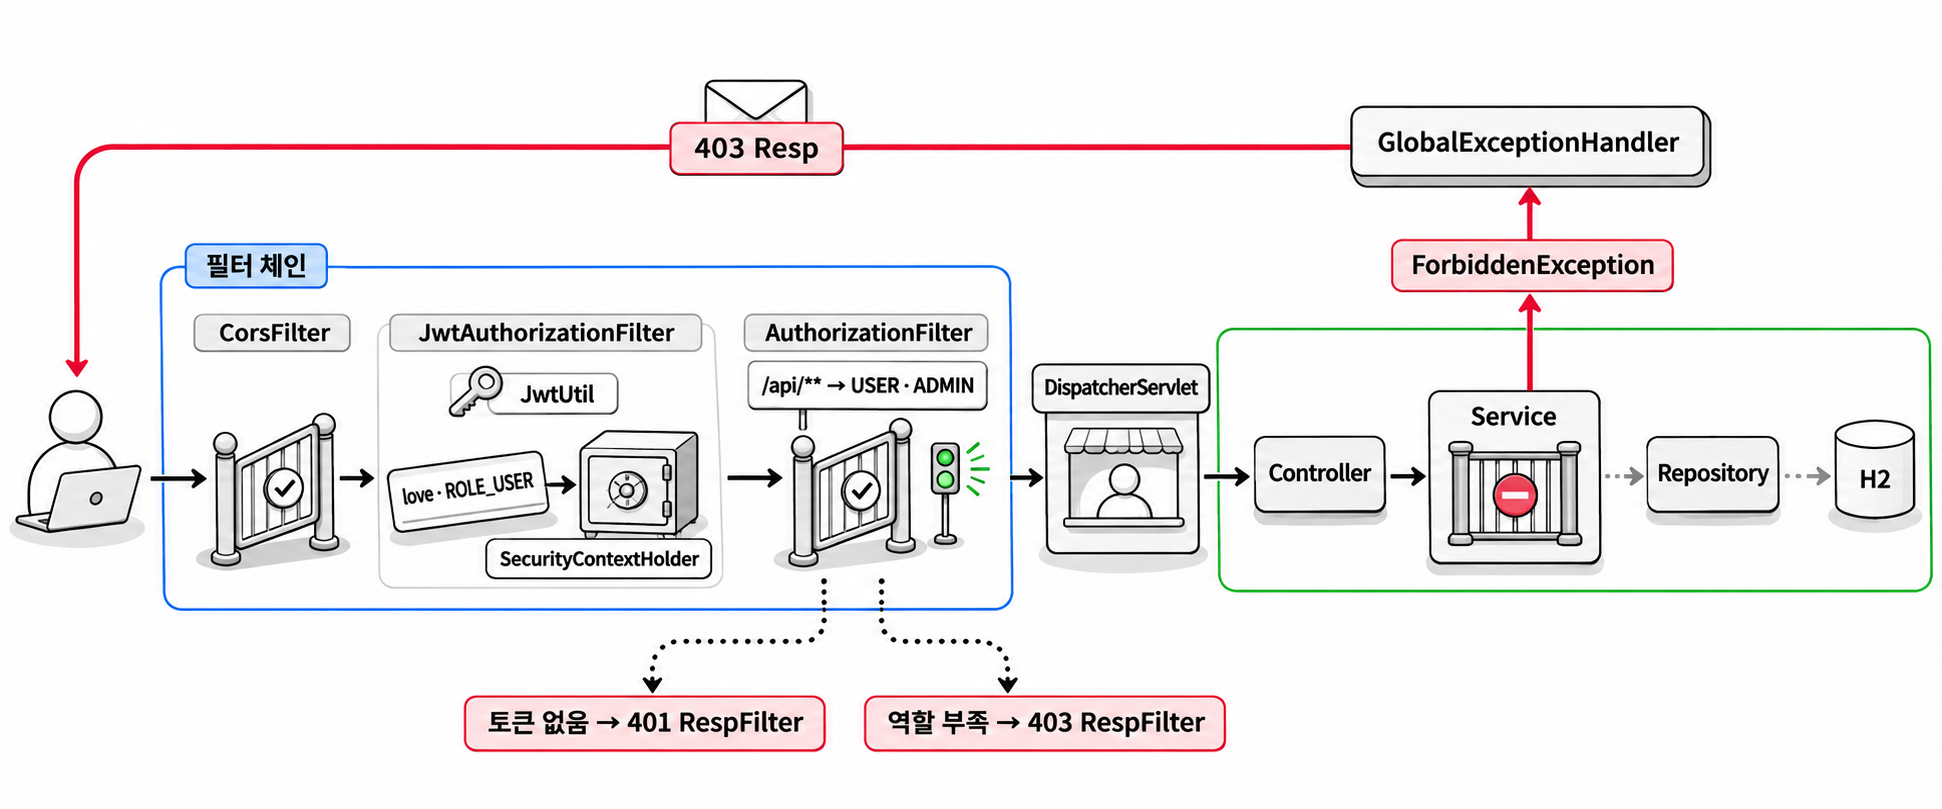 403 Resp
GlobalExceptionHandler
ForbiddenException
필터 체인
CorsFilter
JwtAuthorizationFilter
AuthorizationFilter
JwtUtil
/api/** → USER · ADMIN
love · ROLE_USER
SecurityContextHolder
DispatcherServlet
Controller
Service
Repository
H2
토큰 없음 → 401 RespFilter
역할 부족 → 403 RespFilter